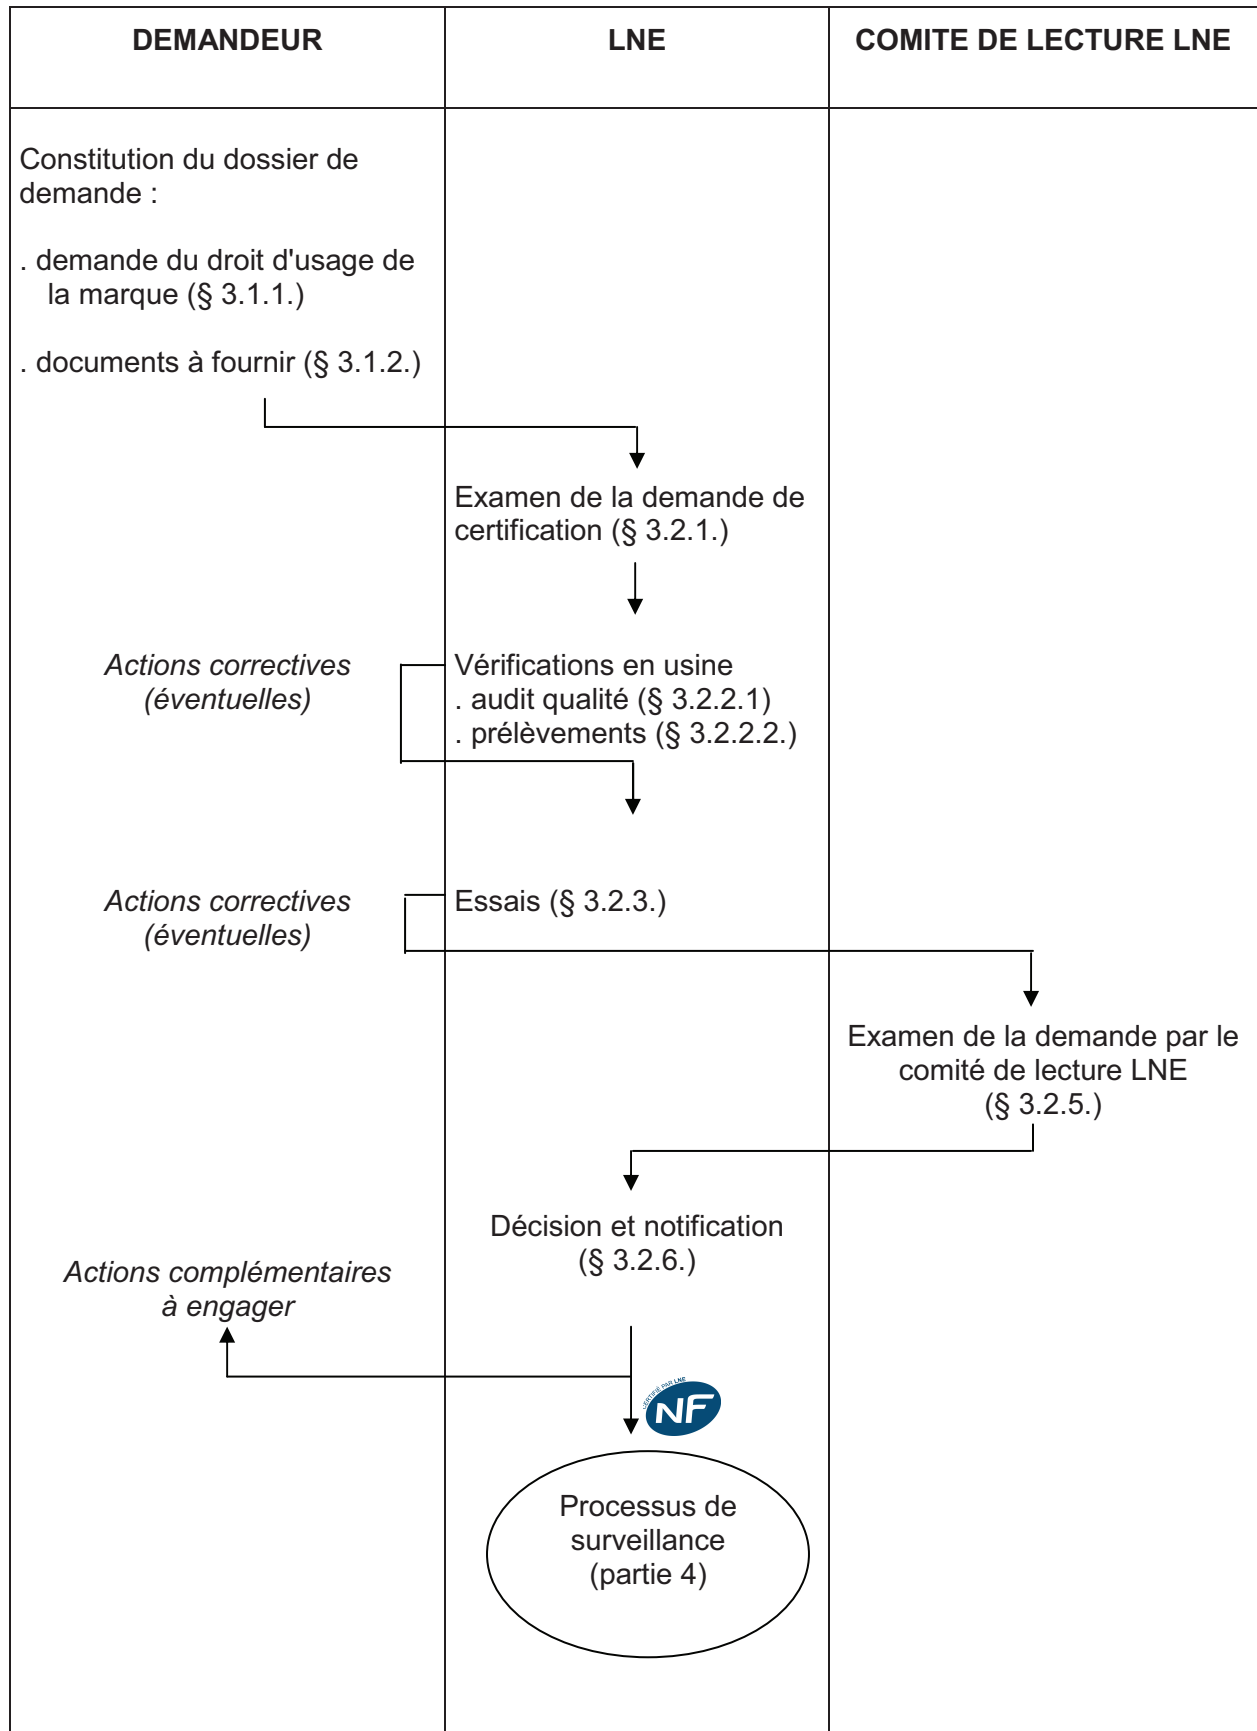 DEMANDEUR
LNE
COMITE DE LECTURE LNE
Constitution du dossier de
demande :
. demande du droit d'usage de
la marque (§ 3.1.1.)
. documents à fournir (§ 3.1.2.)
Examen de la demande de
certification (§ 3.2.1.)
Actions correctives
(éventuelles)
Vérifications en usine
. audit qualité (§ 3.2.2.1)
. prélèvements (§ 3.2.2.2.)
Actions correctives
(éventuelles)
Essais (§ 3.2.3.)
Examen de la demande par le
comité de lecture LNE
(§ 3.2.5.)
Décision et notification
(§ 3.2.6.)
Actions complémentaires
à engager
CERTIFIÉ PAR LNE
NF
Processus de
surveillance
(partie 4)